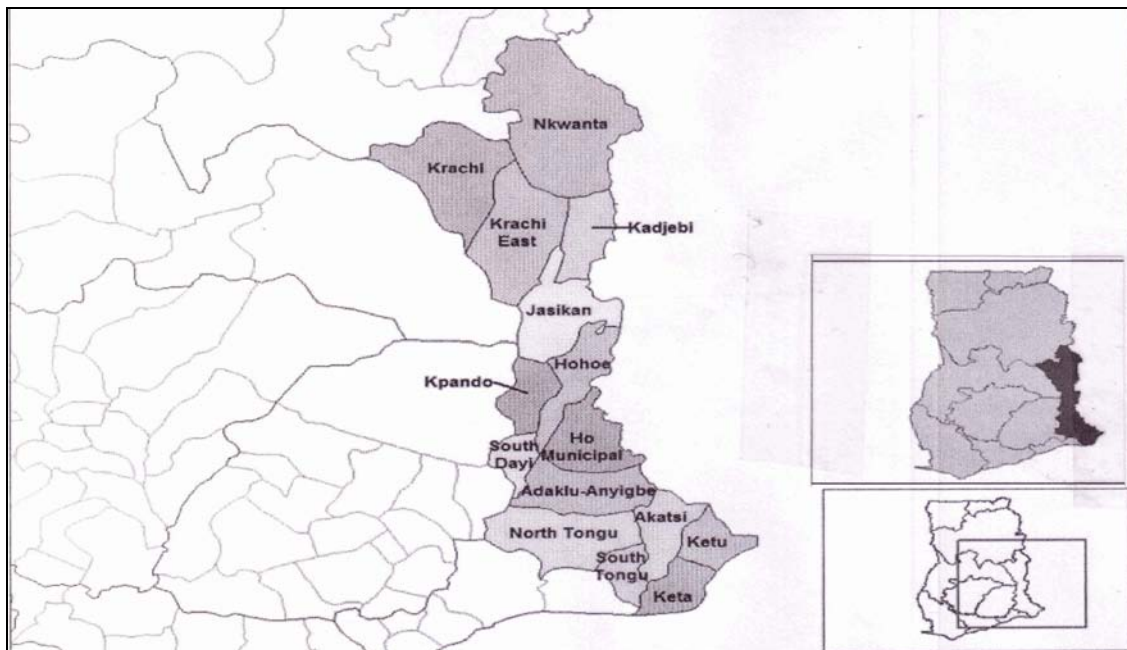 Nkwanta
Krachi
Krachi
East
Kadjebi
Jasikan
Hohoe
Kpando
South
Dayi
Ho
Municipal
Adaklu-Anyigbe
Akatsi
North Tongu
Ketu
South
Tongu
Keta